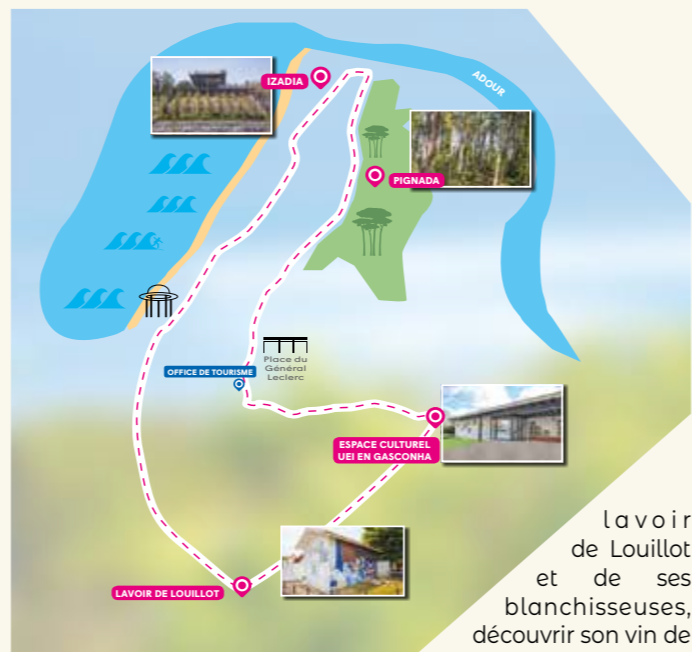 IZADIA
ADOUR
PIGNADA
OFFICE DE TOURISME
Place du
Général
Leclerc
ESPACE CULTUREL
UEI EN GASCONHA
LAVOIR DE LOUILLOT
lavoir
de Louillot
et de ses
blanchisseuses,
découvrir son vin de